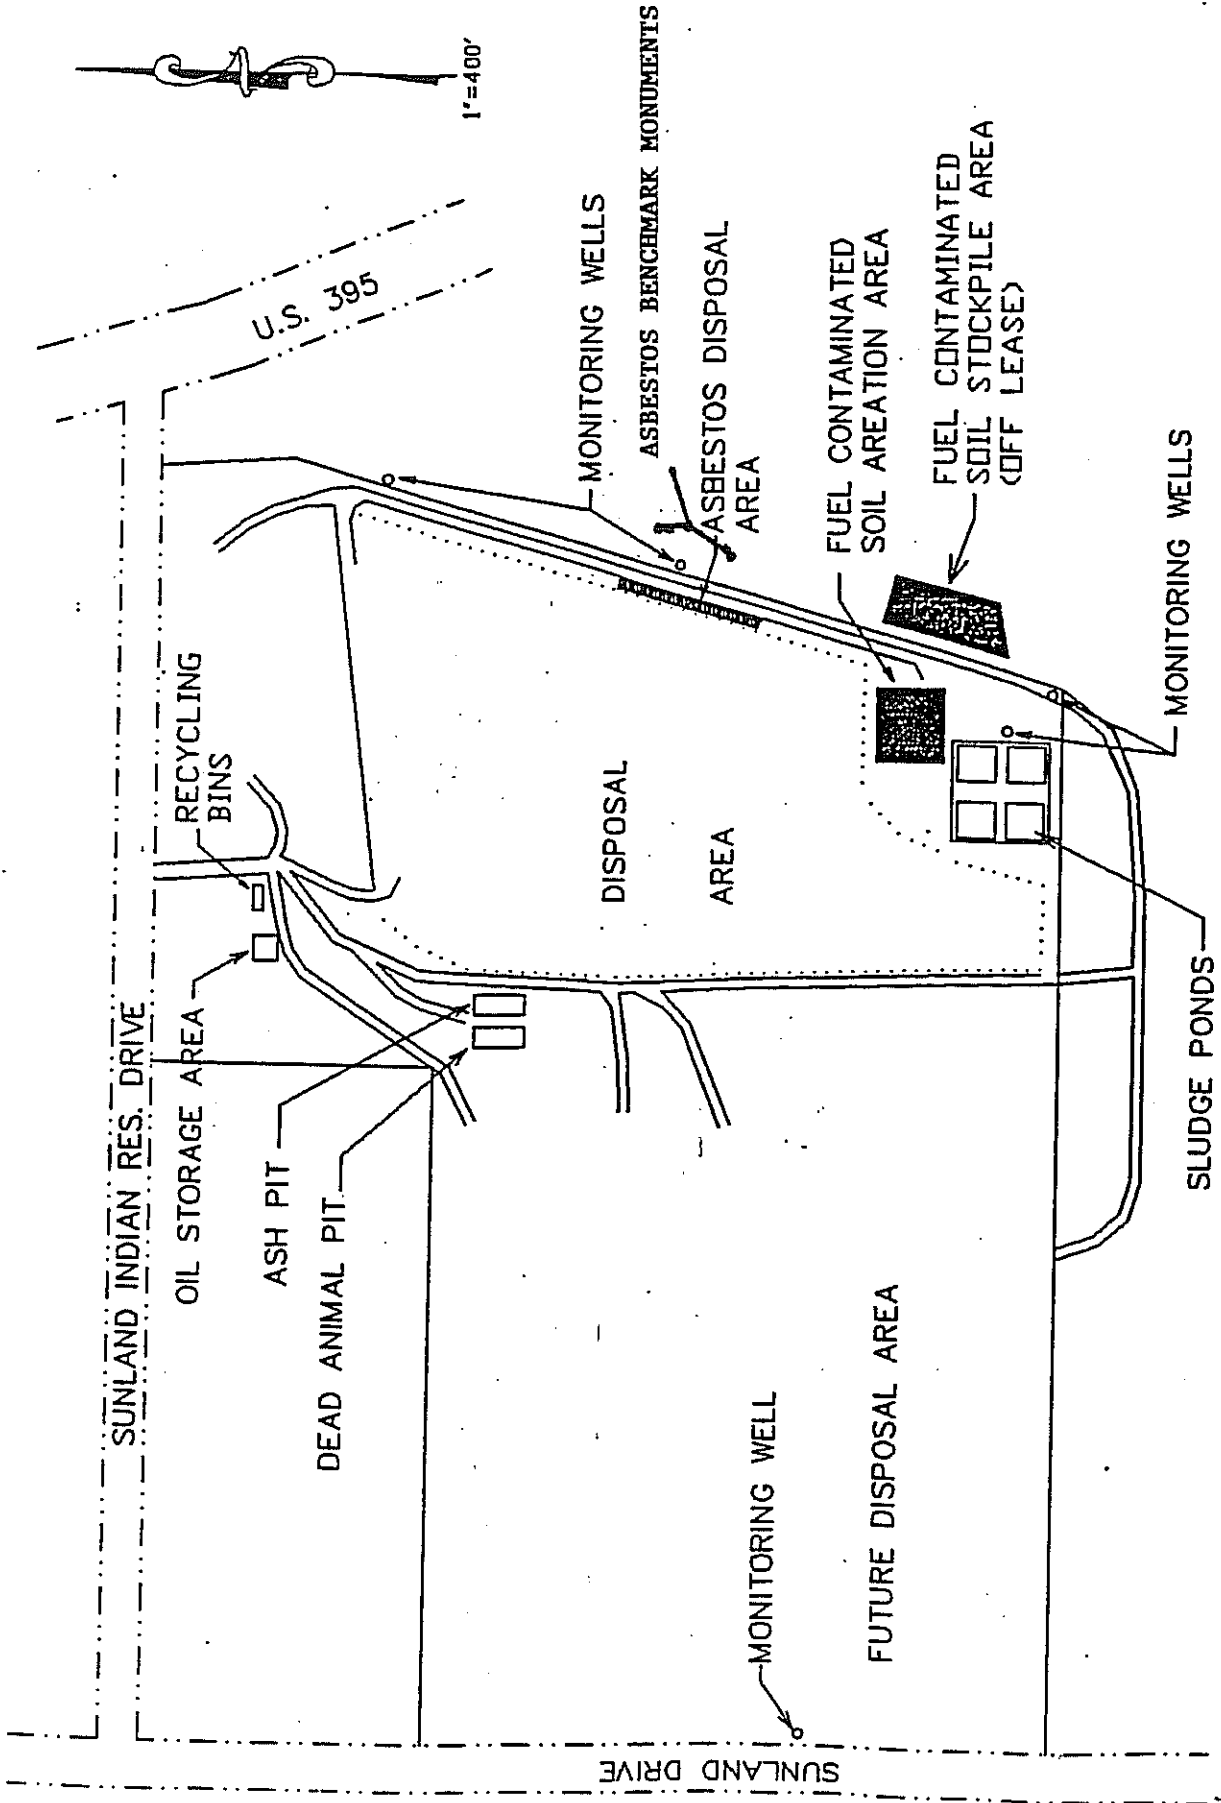 1"=400'
U.S. 395
SUNLAND INDIAN RES. DRIVE
RECYCLING
BINS
OIL STORAGE AREA
ASH PIT
DEAD ANIMAL PIT
MONITORING WELLS
ASBESTOS BENCHMARK MONUMENTS
ASBESTOS DISPOSAL
AREA
DISPOSAL
AREA
FUEL CONTAMINATED
SOIL AREATION AREA
FUEL CONTAMINATED
SOIL STOCKPILE AREA
(OFF LEASE)
MONITORING WELLS
SLUDGE PONDS
MONITORING WELL
FUTURE DISPOSAL AREA
SUNLAND DRIVE